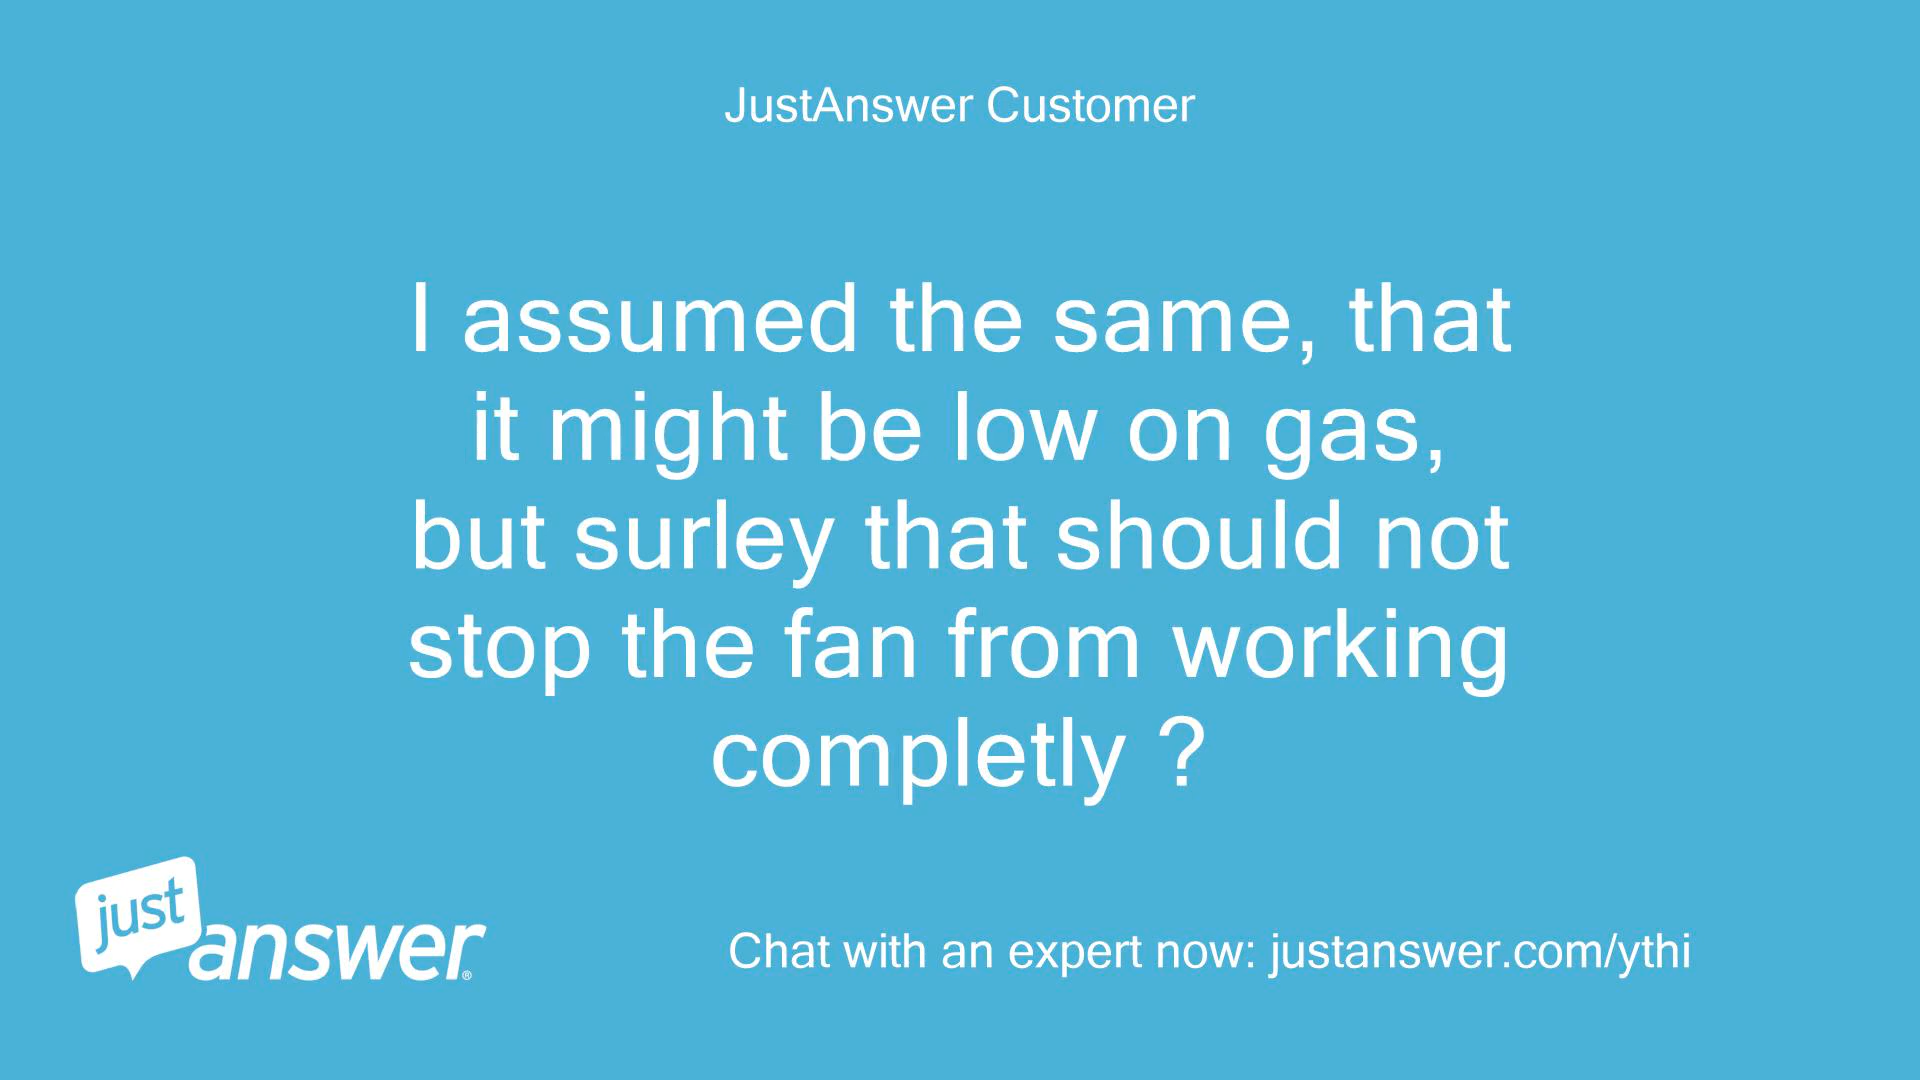 JustAnswer Customer
I assumed the same, that
it might be low on gas,
but surley that should not
stop the fan from working
completly ?
just
answer®
Chat with an expert now: justanswer.com/ythi